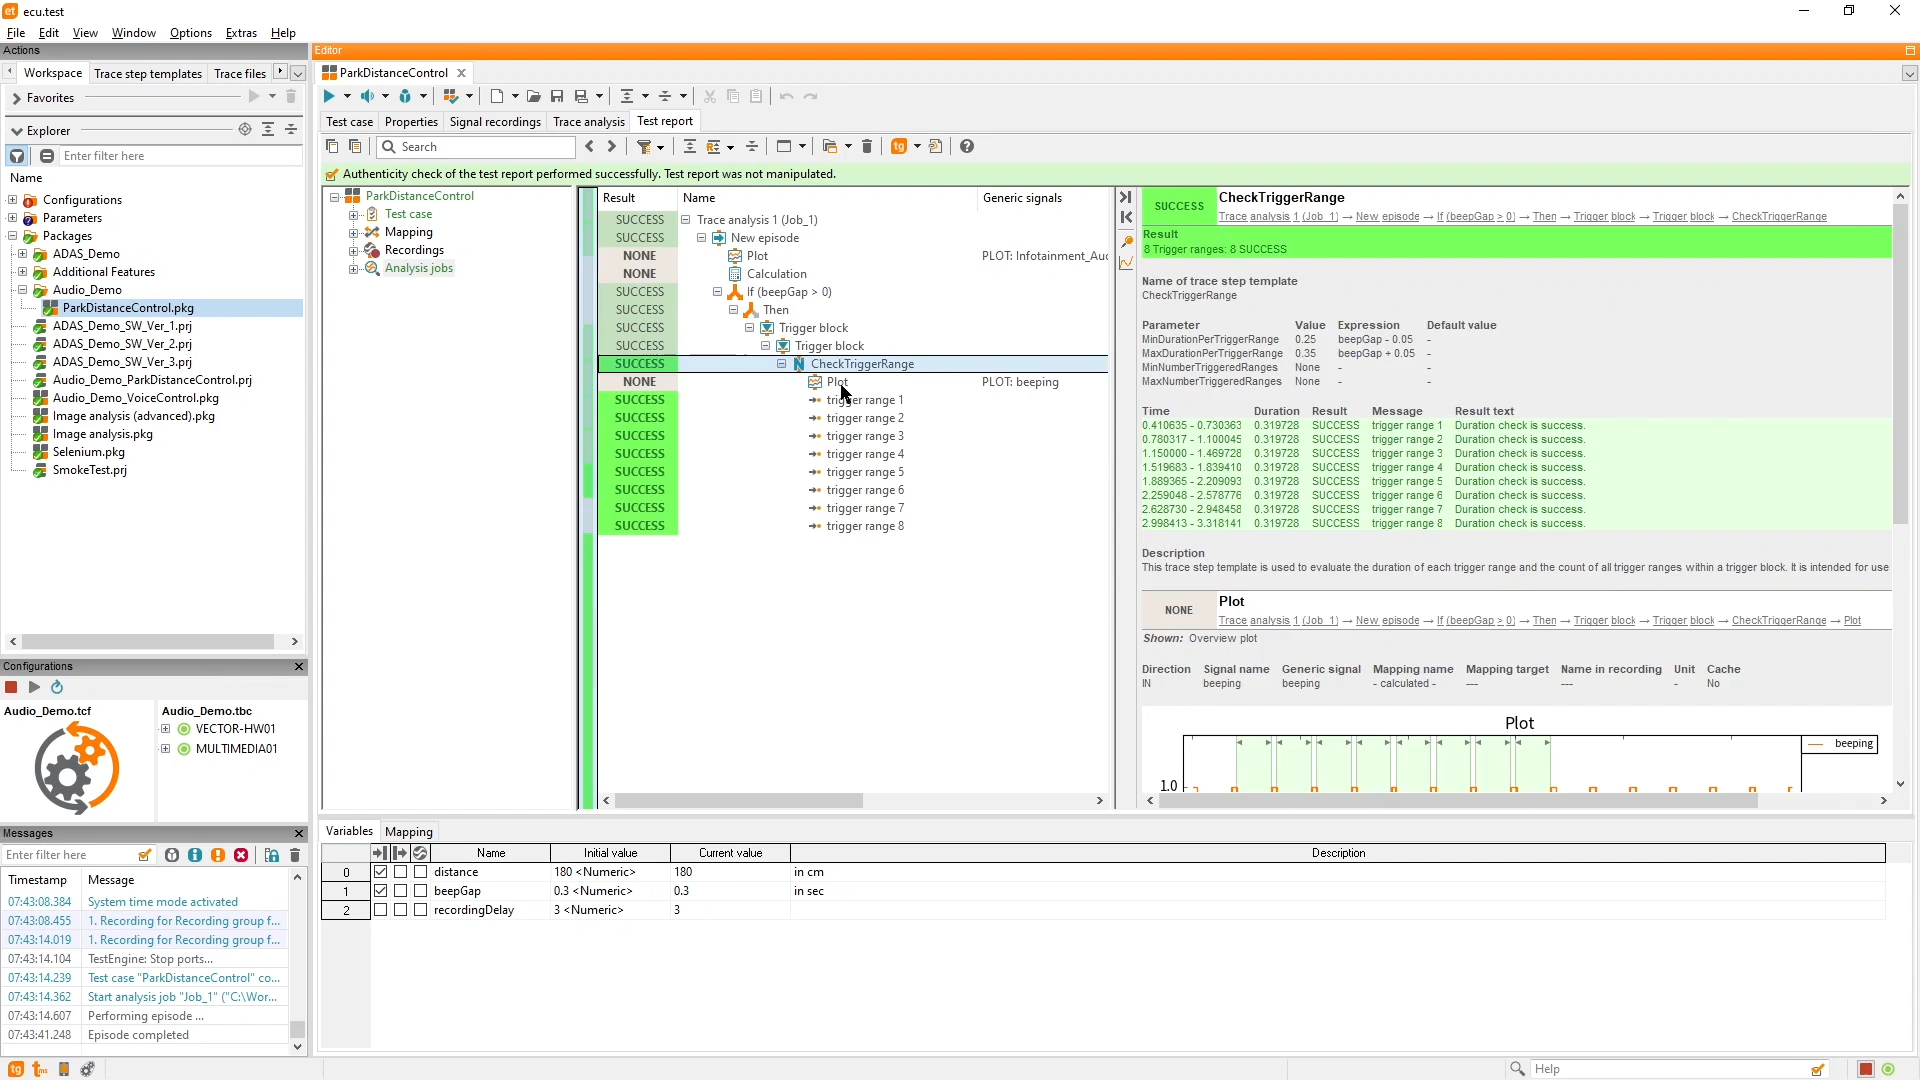 ecu.test
File Edit View Window Options Extras Help
Actions
Workspace Trace step templates Trace files
Favorites
Explorer
Enter filter here
Name
Configurations
Parameters
Packages
ADAS_Demo
Additional Features
Audio_Demo
ParkDistanceControl.pkg
ADAS_Demo_SW_Ver_1.prj
ADAS_Demo_SW_Ver_2.prj
ADAS_Demo_SW_Ver_3.prj
Audio_Demo_ParkDistanceControl.prj
Audio_Demo_VoiceControl.pkg
Image analysis (advanced).pkg
Image analysis.pkg
Selenium.pkg
SmokeTest.prj
Configurations
Audio_Demo.tcf Audio_Demo.tbc
VECTOR-HW01
MULTIMEDIA01
Messages
Enter filter here
Timestamp Message
07:43:08.384 System time mode activated
07:43:08.455 1. Recording for Recording group f...
07:43:14.019 1. Recording for Recording group f...
07:43:14.104 TestEngine: Stop ports...
07:43:14.239 Test case "ParkDistanceControl" co...
07:43:14.362 Start analysis job "Job_1" ("C:\Wor...
07:43:14.607 Performing episode ...
07:43:41.248 Episode completed
Editor
ParkDistanceControl
Test case Properties Signal recordings Trace analysis Test report
Search
Authenticity check of the test report performed successfully. Test report was not manipulated.
ParkDistanceControl
Test case
Mapping
Recordings
Analysis jobs
Result Name Generic signals
SUCCESS Trace analysis 1 (Job_1)
SUCCESS New episode
NONE Plot PLOT: Infotainment_Auc
NONE Calculation
SUCCESS If (beepGap > 0)
SUCCESS Then
SUCCESS Trigger block
SUCCESS Trigger block
SUCCESS CheckTriggerRange
NONE Plot PLOT: beeping
SUCCESS trigger range 1
SUCCESS trigger range 2
SUCCESS trigger range 3
SUCCESS trigger range 4
SUCCESS trigger range 5
SUCCESS trigger range 6
SUCCESS trigger range 7
SUCCESS trigger range 8
SUCCESS CheckTriggerRange
Trace analysis 1 (Job_1) → New episode → If (beepGap > 0) → Then → Trigger block → Trigger block → CheckTriggerRange
Result
8 Trigger ranges: 8 SUCCESS
Name of trace step template
CheckTriggerRange
Parameter Value Expression Default value
MinDurationPerTriggerRange 0.25 beepGap - 0.05 -
MaxDurationPerTriggerRange 0.35 beepGap + 0.05 -
MinNumberTriggeredRanges None - -
MaxNumberTriggeredRanges None - -
Time Duration Result Message Result text
0.410635 - 0.730363 0.319728 SUCCESS trigger range 1 Duration check is success.
0.780317 - 1.100045 0.319728 SUCCESS trigger range 2 Duration check is success.
1.150000 - 1.469728 0.319728 SUCCESS trigger range 3 Duration check is success.
1.519683 - 1.839410 0.319728 SUCCESS trigger range 4 Duration check is success.
1.889365 - 2.209093 0.319728 SUCCESS trigger range 5 Duration check is success.
2.259048 - 2.578776 0.319728 SUCCESS trigger range 6 Duration check is success.
2.628730 - 2.948458 0.319728 SUCCESS trigger range 7 Duration check is success.
2.998413 - 3.318141 0.319728 SUCCESS trigger range 8 Duration check is success.
Description
This trace step template is used to evaluate the duration of each trigger range and the count of all trigger ranges within a trigger block. It is intended for use
NONE Plot
Trace analysis 1 (Job_1) → New episode → If (beepGap > 0) → Then → Trigger block → Trigger block → CheckTriggerRange → Plot
Shown: Overview plot
Direction Signal name Generic signal Mapping name Mapping target Name in recording Unit Cache
IN beeping beeping - calculated - --- --- - No
Plot
beeping
1.0
Variables Mapping
Name Initial value Current value Description
0 distance 180 <Numeric> 180 in cm
1 beepGap 0.3 <Numeric> 0.3 in sec
2 recordingDelay 3 <Numeric> 3
Help